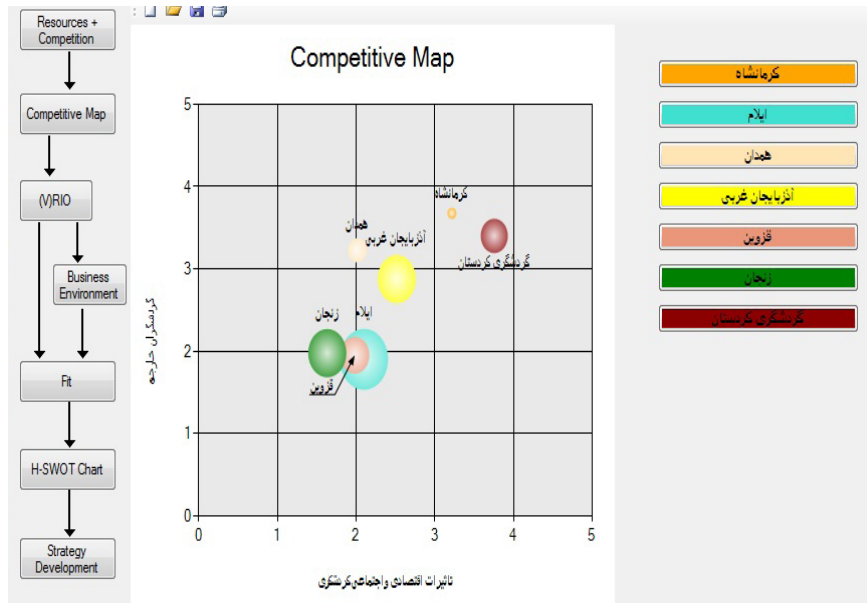 Resources +
Competition
Competitive Map
(V)RIO
Business
Environment
Fit
H-SWOT Chart
Strategy
Development
Competitive Map
5
4
3
2
1
0
0
1
2
3
4
5
گردشگران خارجی
تاثیرات اقتصادی و اجتماعی گردشگری
کرمانشاه
همدان
آذربایجان غربی
گردشگری کردستان
زنجان
ایلام
قزوین
کرمانشاه
ایلام
همدان
آذربایجان غربی
قزوین
زنجان
گردشگری کردستان